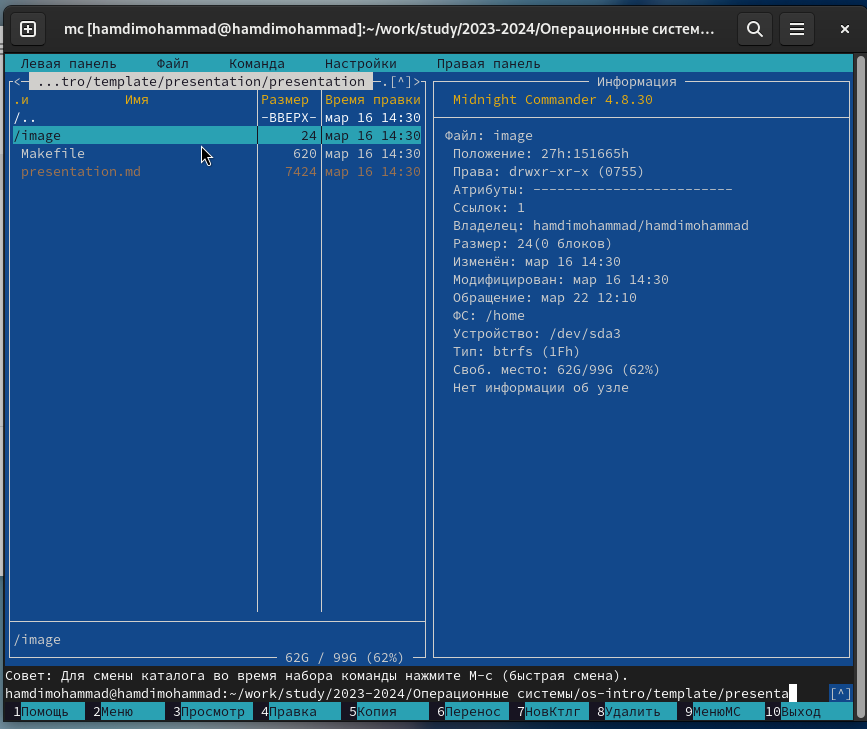 mc [hamdimohammad@hamdimohammad]:~/work/study/2023-2024/Операционные систем...
Левая панель Файл Команда Настройки Правая панель
<- ...tro/template/presentation/presentation -.[^]>
.и Имя Размер Время правки
/.. -ВВЕРХ- мар 16 14:30
/image 24 мар 16 14:30
Makefile 620 мар 16 14:30
presentation.md 7424 мар 16 14:30
/image
62G / 99G (62%)
Информация
Midnight Commander 4.8.30
Файл: image
Положение: 27h:151665h
Права: drwxr-xr-x (0755)
Атрибуты: -------------------------
Ссылок: 1
Владелец: hamdimohammad/hamdimohammad
Размер: 24(0 блоков)
Изменён: мар 16 14:30
Модифицирован: мар 16 14:30
Обращение: мар 22 12:10
ФС: /home
Устройство: /dev/sda3
Тип: btrfs (1Fh)
Своб. место: 62G/99G (62%)
Нет информации об узле
Совет: Для смены каталога во время набора команды нажмите M-c (быстрая смена).
hamdimohammad@hamdimohammad:~/work/study/2023-2024/Операционные системы/os-intro/template/presenta [^]
1Помощь 2Меню 3Просмотр 4Правка 5Копия 6Перенос 7НовКтлг 8Удалить 9МенюMC 10Выход